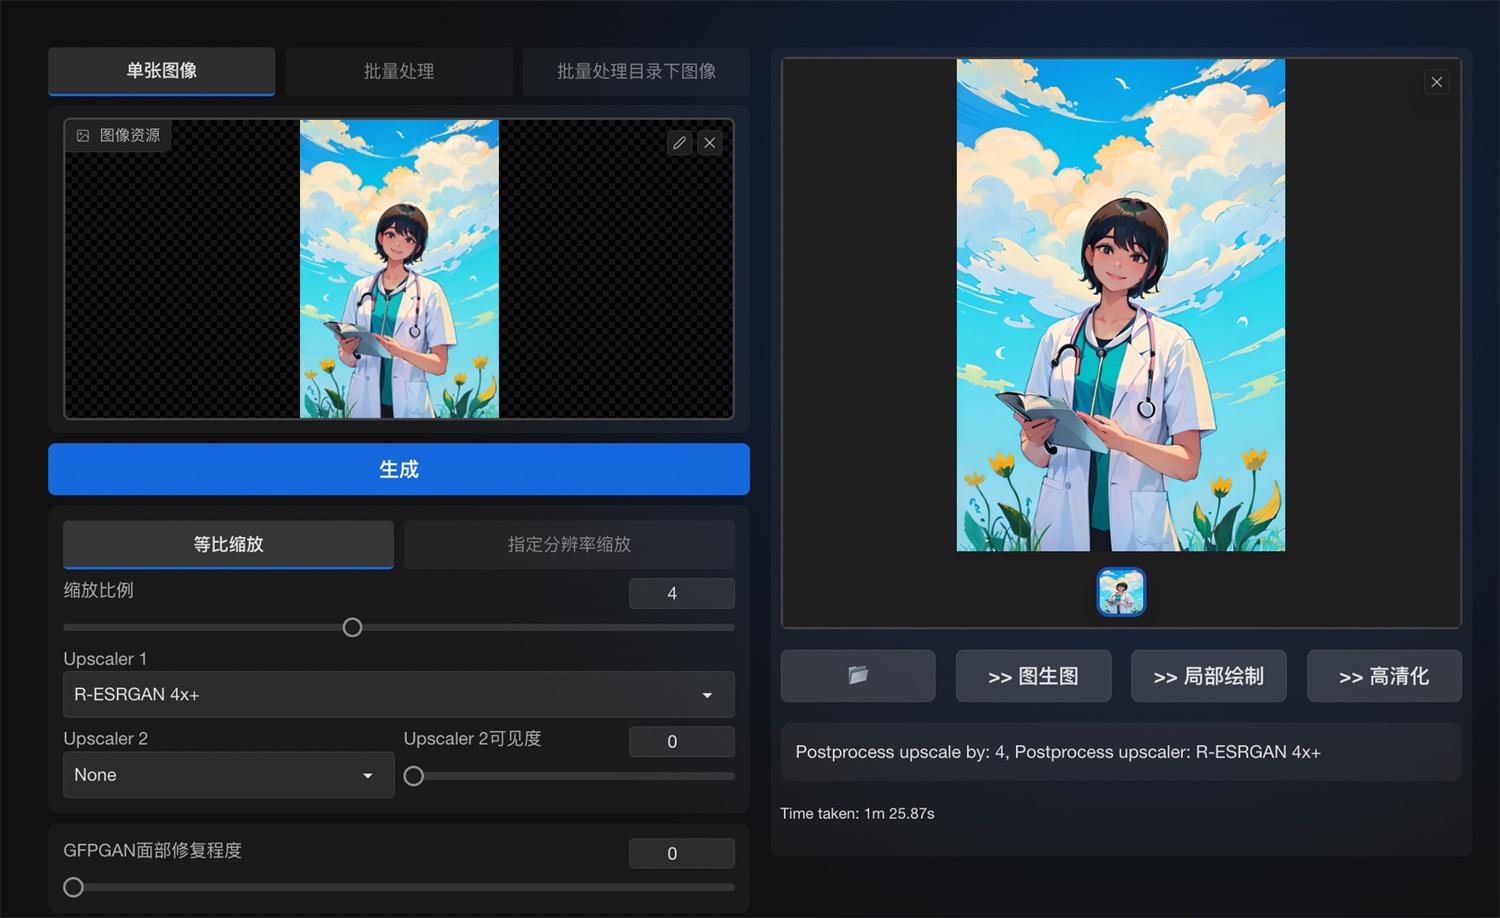 单张图像
批量处理
批量处理目录下图像
图像资源
生成
等比缩放
指定分辨率缩放
缩放比例
4
Upscaler 1
R-ESRGAN 4x+
Upscaler 2
Upscaler 2可见度
0
None
GFPGAN面部修复程度
0
>> 图生图
>> 局部绘制
>> 高清化
Postprocess upscale by: 4, Postprocess upscaler: R-ESRGAN 4x+
Time taken: 1m 25.87s